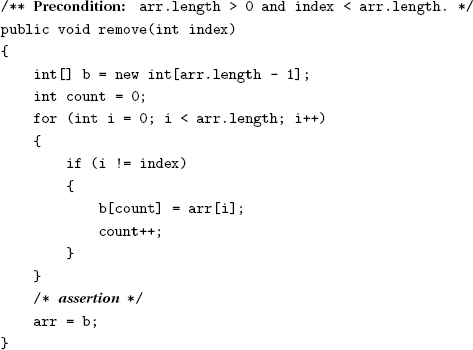 /** Precondition: arr.length > 0 and index < arr.length. */
public void remove(int index)
{
    int[] b = new int[arr.length - 1];
    int count = 0;
    for (int i = 0; i < arr.length; i++)
    {
        if (i != index)
        {
            b[count] = arr[i];
            count++;
        }
    }
    /* assertion */
    arr = b;
}